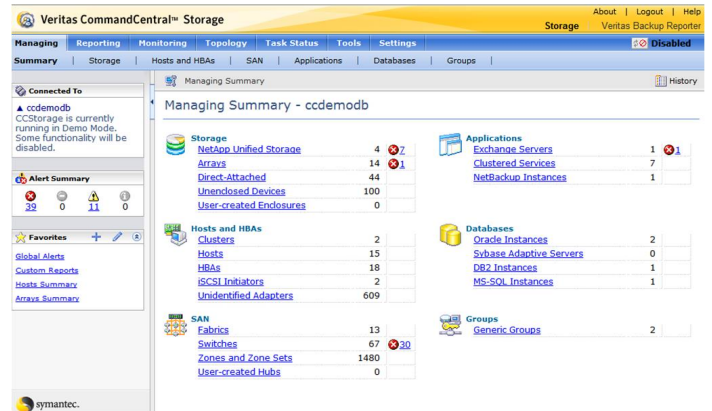 About | Logout | Help
Veritas CommandCentral™ Storage
Storage Veritas Backup Reporter
Managing Reporting Monitoring Topology Task Status Tools Settings Disabled
Summary | Storage | Hosts and HBAs | SAN | Applications | Databases | Groups |
Managing Summary History
Connected To
ccdemodb
CCStorage is currently
running in Demo Mode.
Some functionality will be
disabled.
Alert Summary
39 0 11 0
Favorites
Global Alerts
Custom Reports
Hosts Summary
Arrays Summary
Managing Summary - ccdemodb
Storage
NetApp Unified Storage 4 7
Arrays 14 1
Direct-Attached 44
Unenclosed Devices 100
User-created Enclosures 0
Applications
Exchange Servers 1 1
Clustered Services 7
NetBackup Instances 1
Hosts and HBAs
Clusters 2
Hosts 15
HBAs 18
iSCSI Initiators 2
Unidentified Adapters 609
Databases
Oracle Instances 2
Sybase Adaptive Servers 0
DB2 Instances 1
MS-SQL Instances 1
SAN
Fabrics 13
Switches 67 30
Zones and Zone Sets 1480
User-created Hubs 0
Groups
Generic Groups 2
symantec.